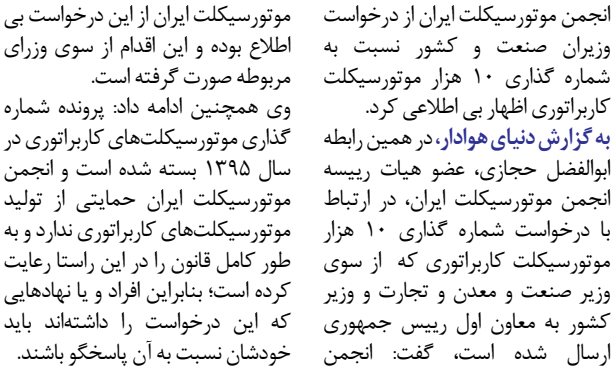 انجمن موتورسیکلت ایران از درخواست
وزیران صنعت و کشور نسبت به
شماره گذاری ۱۰ هزار موتورسیکلت
کاربراتوری اظهار بی اطلاعی کرد.
به گزارش دنیای هوادار، در همین رابطه
ابوالفضل حجازی، عضو هیات رییسه
انجمن موتورسیکلت ایران، در ارتباط
با درخواست شماره گذاری ۱۰ هزار
موتورسیکلت کاربراتوری که از سوی
وزیر صنعت و معدن و تجارت و وزیر
کشور به معاون اول رییس جمهوری
ارسال شده است، گفت: انجمن
موتورسیکلت ایران از این درخواست بی
اطلاع بوده و این اقدام از سوی وزرای
مربوطه صورت گرفته است.
وی همچنین ادامه داد: پرونده شماره
گذاری موتورسیکلت‌های کاربراتوری در
سال ۱۳۹۵ بسته شده است و انجمن
موتورسیکلت ایران حمایتی از تولید
موتورسیکلت‌های کاربراتوری ندارد و به
طور کامل قانون را در این راستا رعایت
کرده است؛ بنابراین افراد و یا نهادهایی
که این درخواست را داشته‌اند باید
خودشان نسبت به آن پاسخگو باشند.